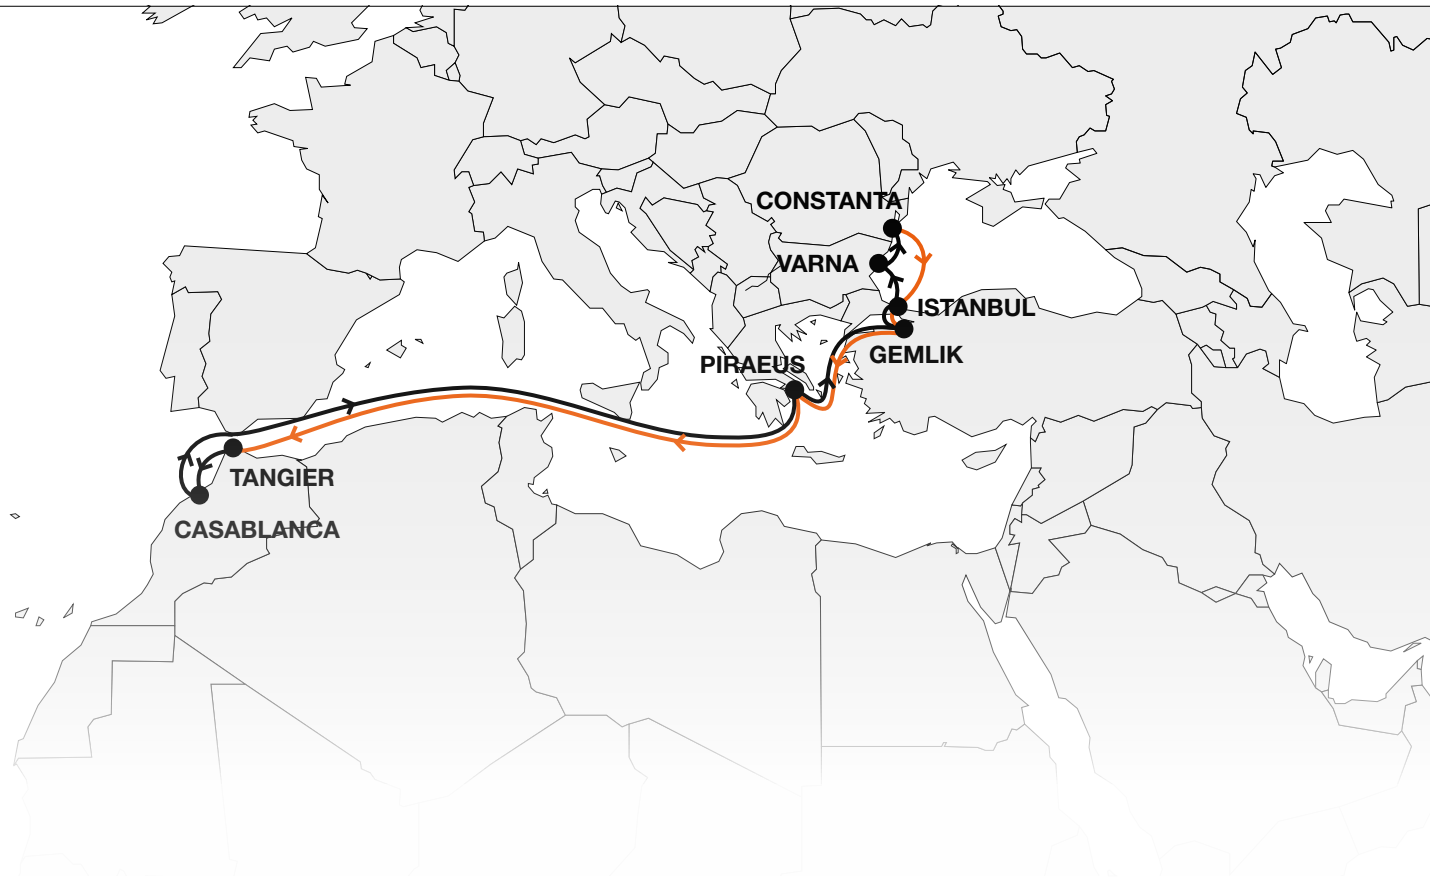 CONSTANTA
VARNA
ISTANBUL
GEMLIK
PIRAEUS
TANGIER
CASABLANCA